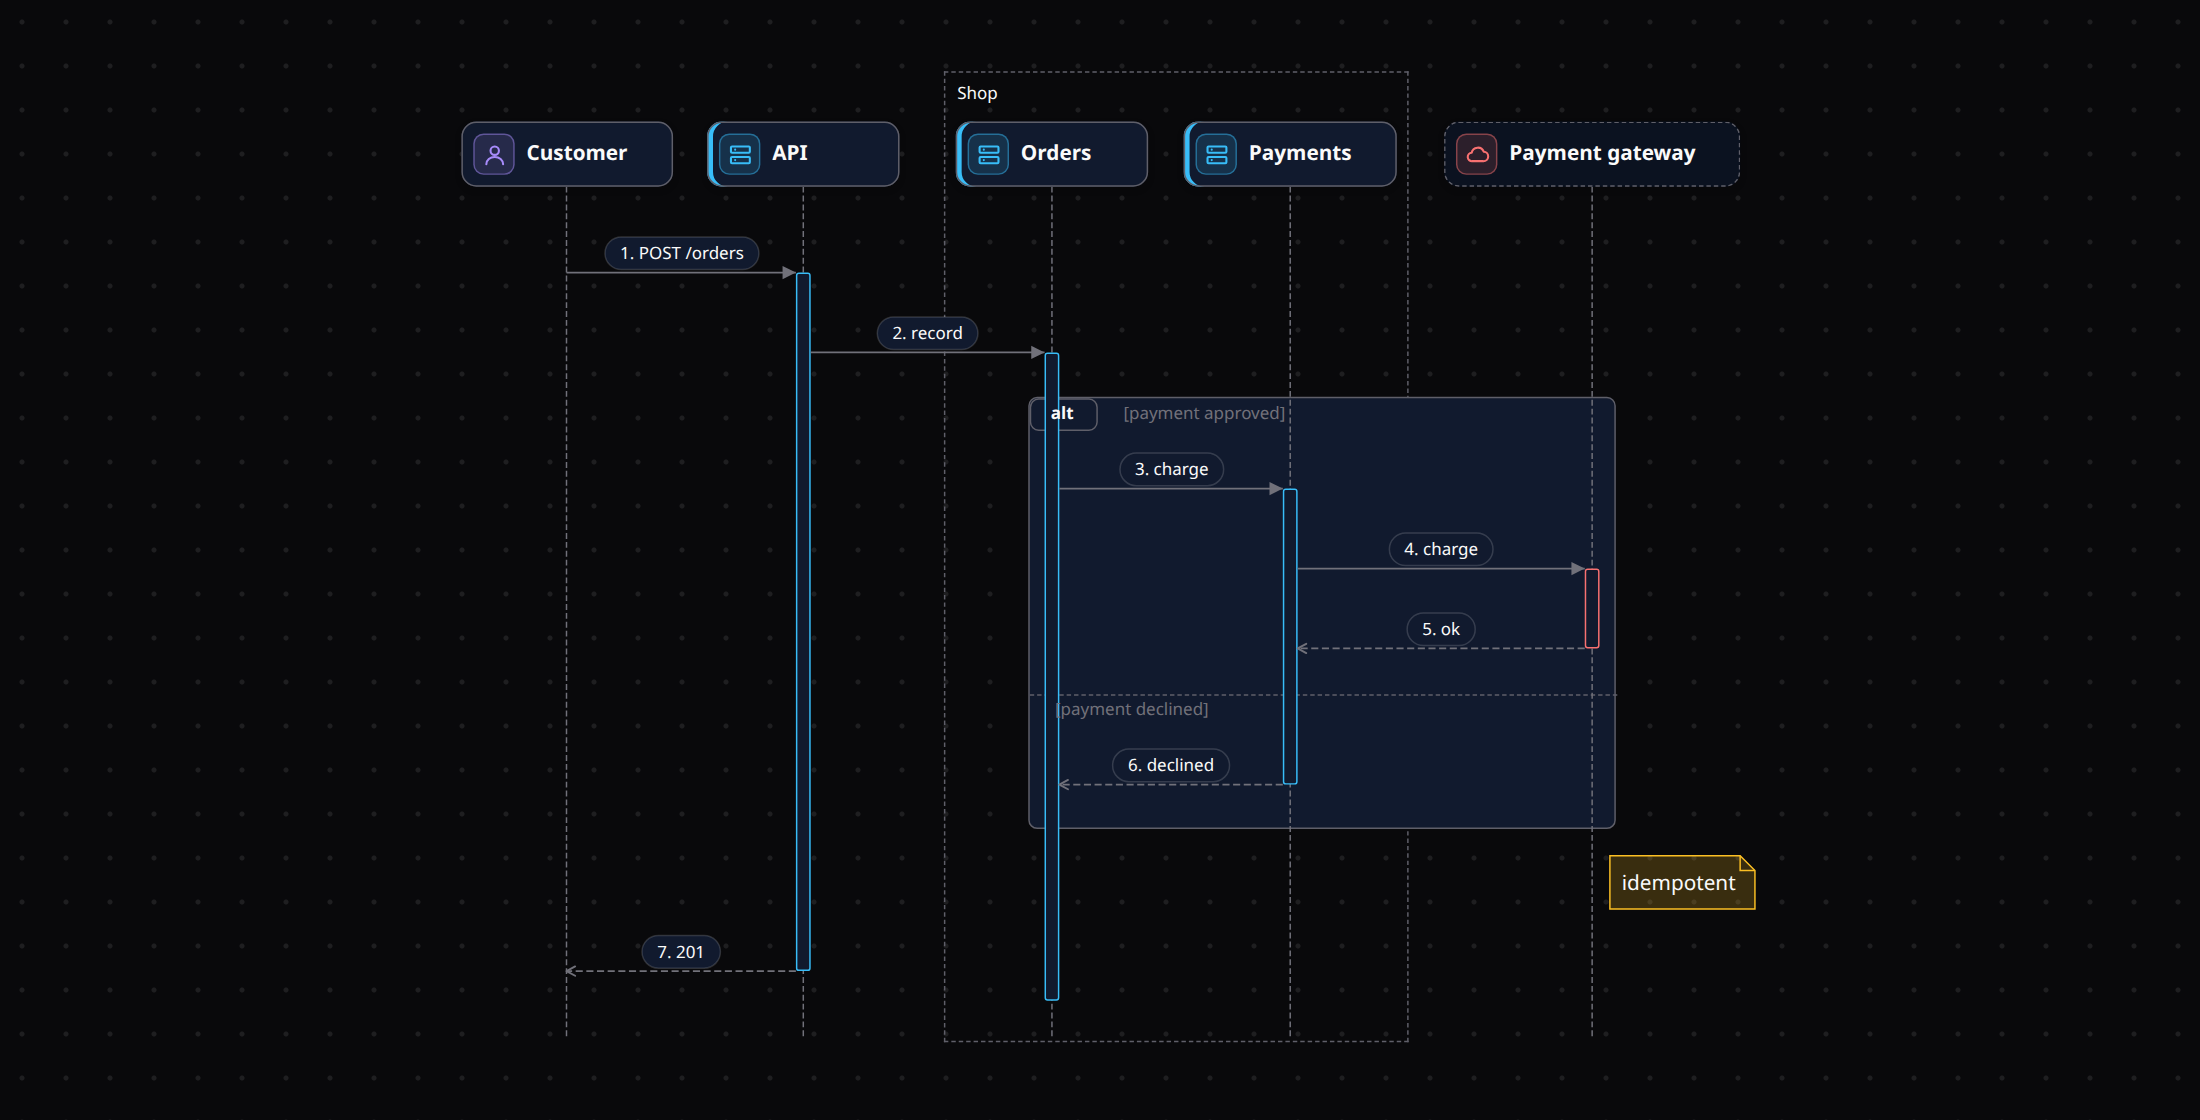 Shop
Customer
API
Orders
Payments
Payment gateway
1. POST /orders
2. record
alt
[payment approved]
3. charge
4. charge
5. ok
[payment declined]
6. declined
idempotent
7. 201